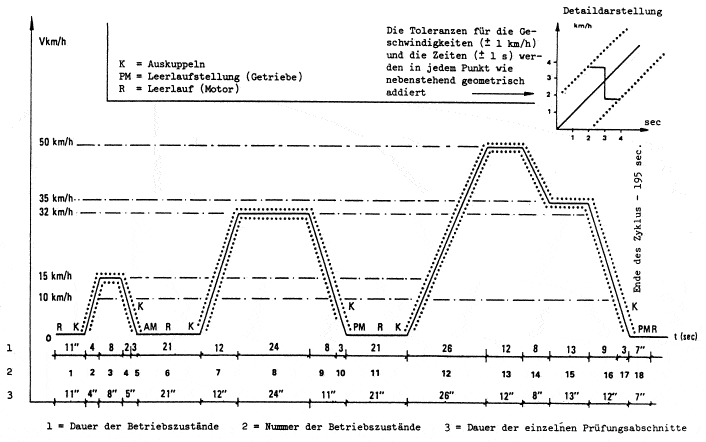 Detaildarstellung
km/h
4
3
2
1
1 2 3 4
sec
Vkm/h
K = Auskuppeln
PM = Leerlaufstellung (Getriebe)
R = Leerlauf (Motor)
Die Toleranzen für die Ge-
schwindigkeiten (± 1 km/h)
und die Zeiten (± 1 s) wer-
den in jedem Punkt wie
nebenstehend geometrisch
addiert
50 km/h
35 km/h
32 km/h
15 km/h
10 km/h
0
R K K AM R K K PM R K K PM R
t (sec)
Ende des Zyklus - 195 sec.
1 11" 4 8 2 3 21 12 24 8 3 21 26 12 8 13 9 3 7"
2 1 2 3 4 5 6 7 8 9 10 11 12 13 14 15 16 17 18
3 11" 4" 8" 5" 21" 12" 24" 11" 21" 26" 12" 8" 13" 12" 7"
1 = Dauer der Betriebszustände 2 = Nummer der Betriebszustände 3 = Dauer der einzelnen Prüfungsabschnitte